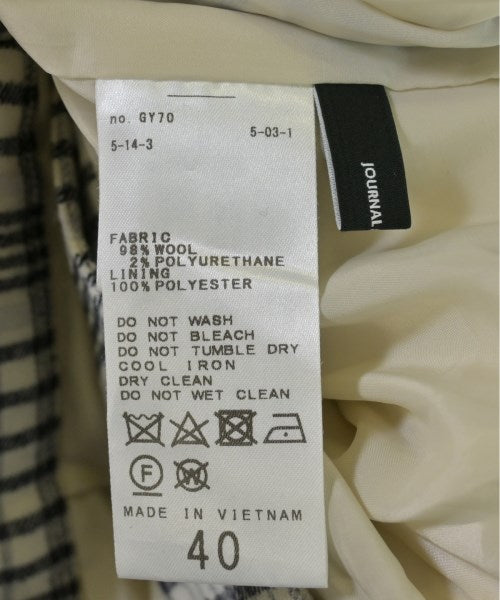 no. GY70
5-14-3
5-03-1
FABRIC
98% WOOL
2% POLYURETHANE
LINING
100% POLYESTER
DO NOT WASH
DO NOT BLEACH
DO NOT TUMBLE DRY
COOL IRON
DRY CLEAN
DO NOT WET CLEAN
F W
MADE IN VIETNAM
40
JOURNAL